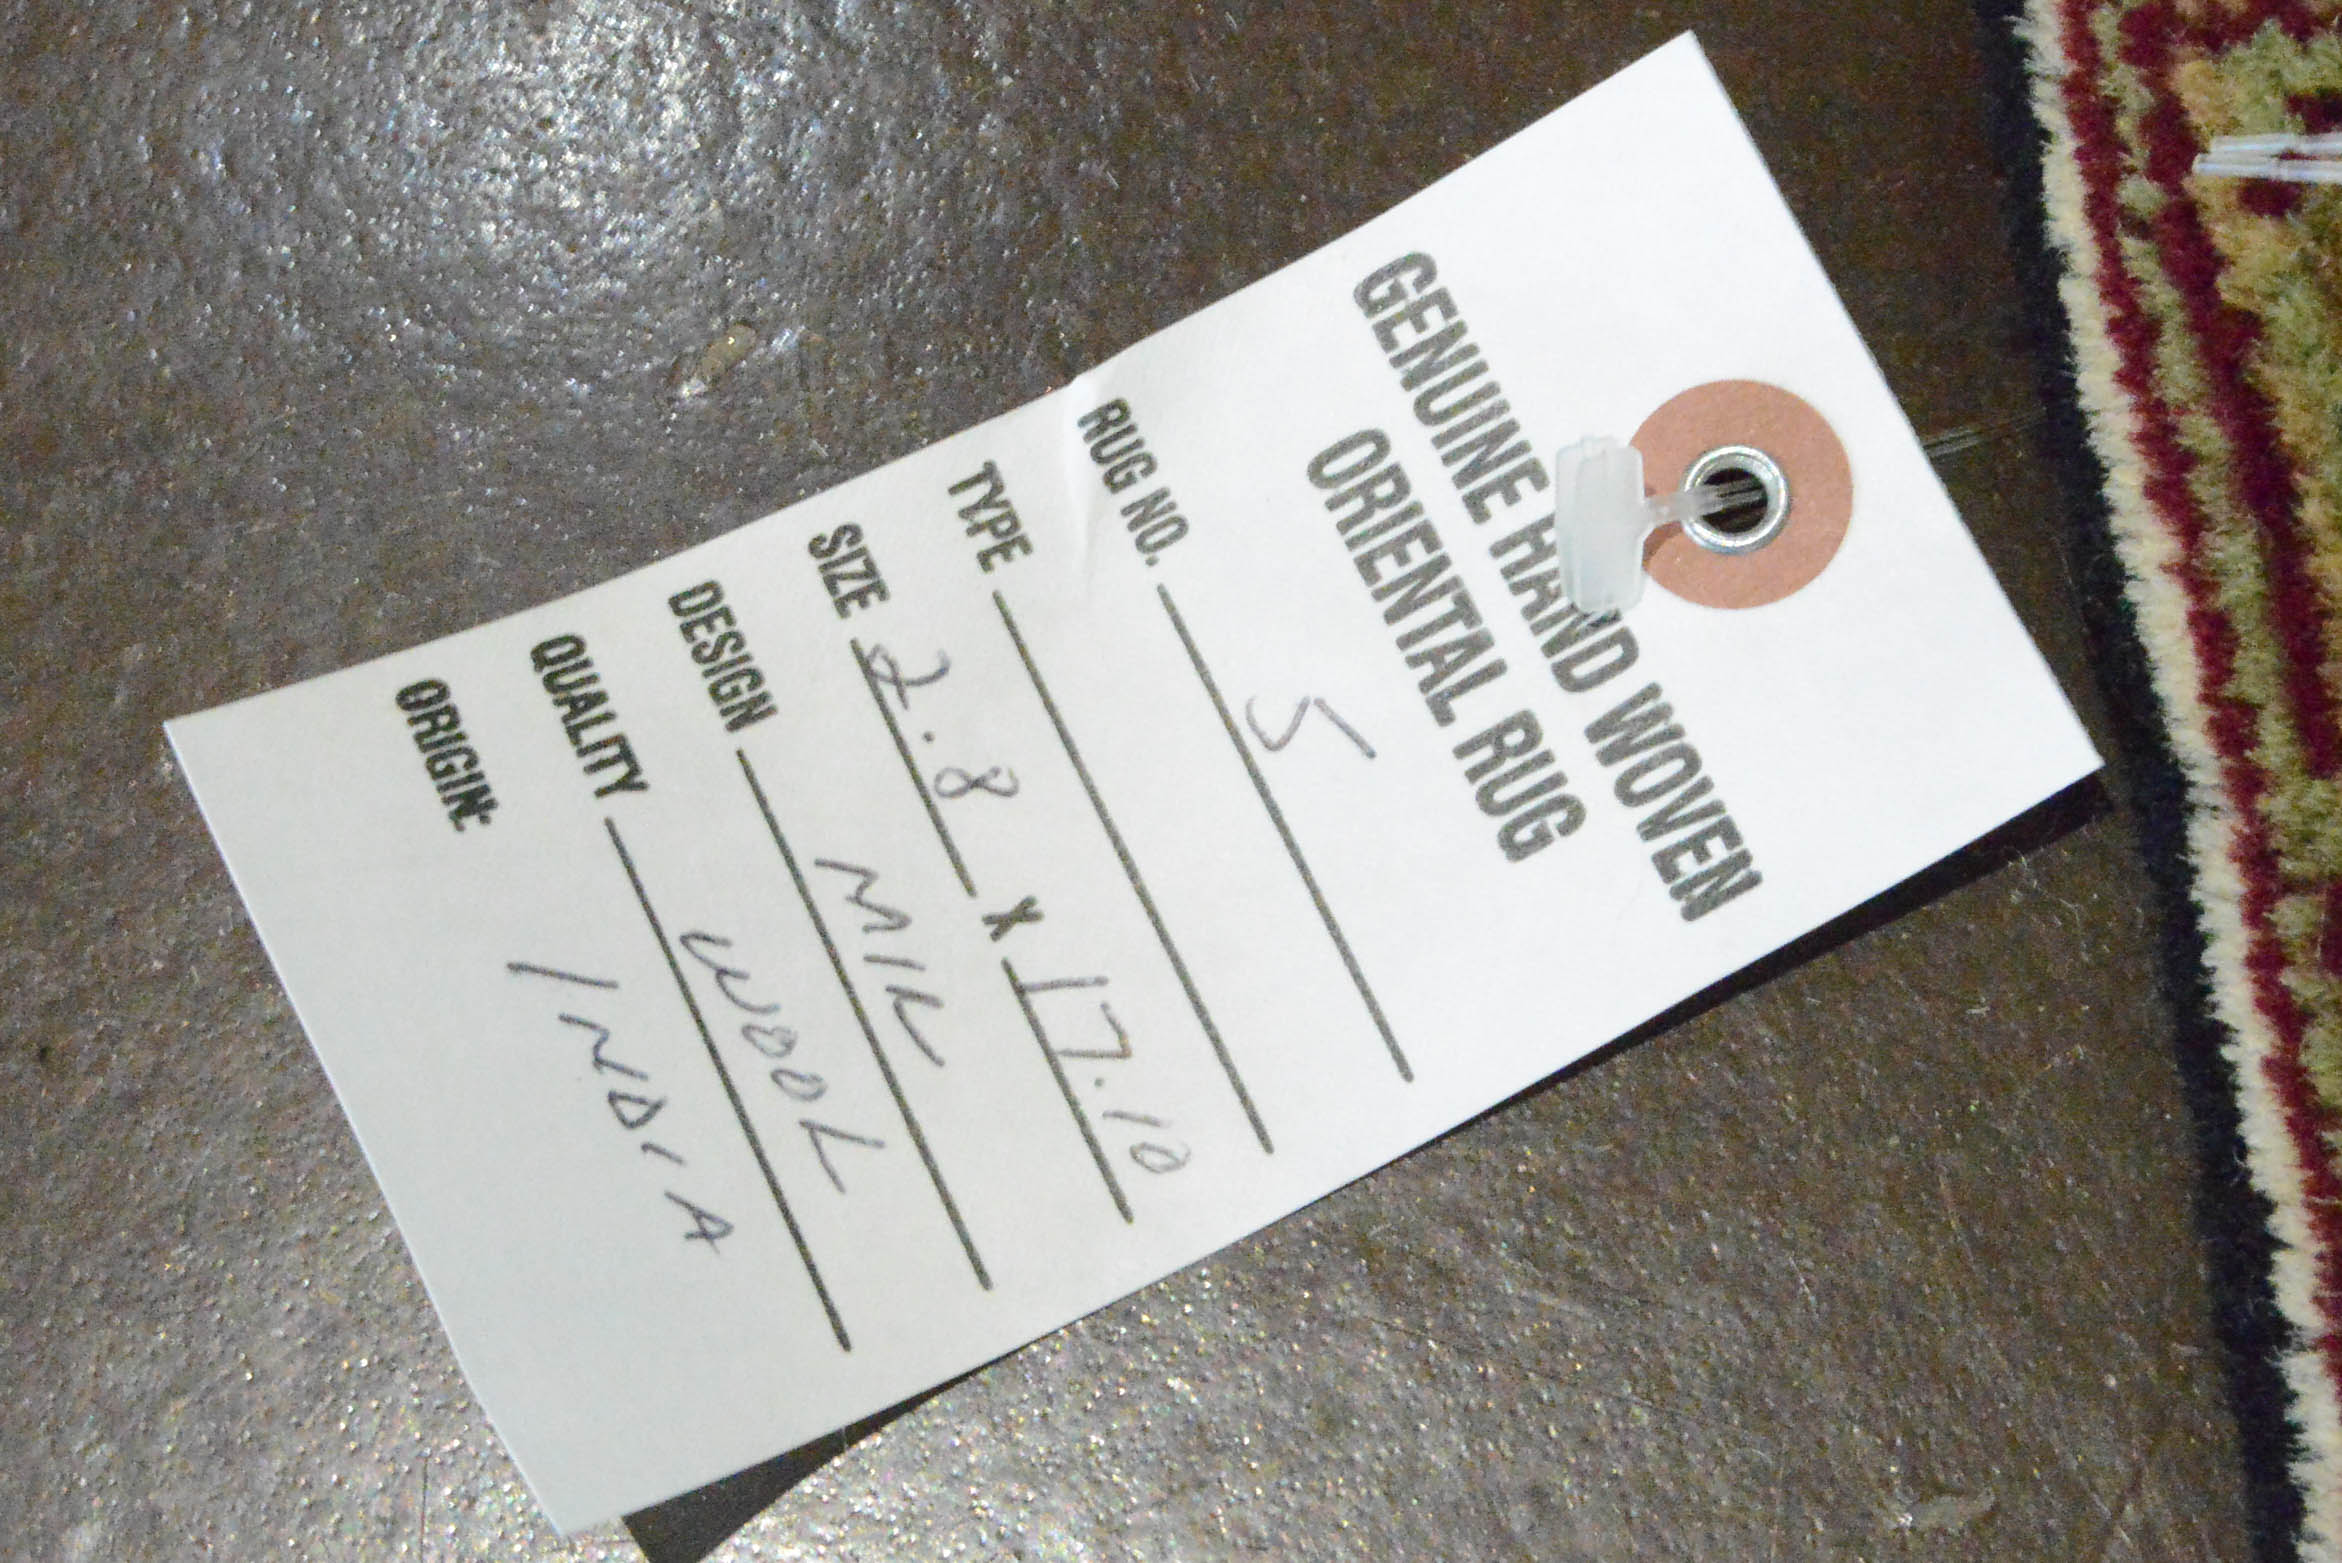 GENUINE HAND WOVEN
ORIENTAL RUG
RUG NO. 5
TYPE
SIZE 2.8 X 17.10
DESIGN MIR
QUALITY WOOL
ORIGIN: INDIA